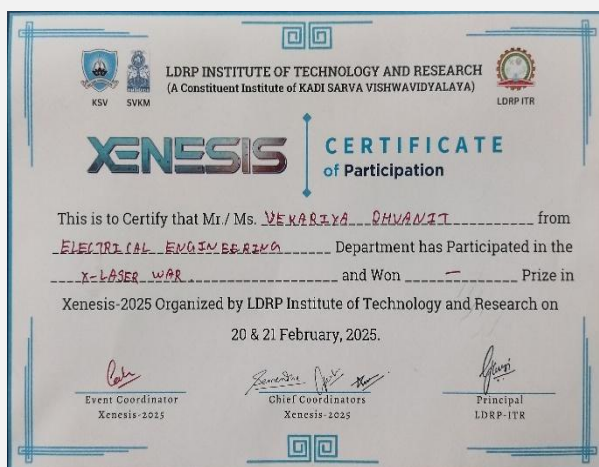 LDRP INSTITUTE OF TECHNOLOGY AND RESEARCH
(A Constituent Institute of KADI SARVA VISHWAVIDYALAYA)
KSV SVKM LDRP ITR
XENESIS
CERTIFICATE
of Participation
This is to Certify that Mr./ Ms. VEKARIYA DHVANIT from
ELECTRICAL ENGINEERING Department has Participated in the
X-LASER WAR and Won — Prize in
Xenesis-2025 Organized by LDRP Institute of Technology and Research on
20 & 21 February, 2025.
Event Coordinator Chief Coordinators Principal
Xenesis-2025 Xenesis-2025 LDRP-ITR